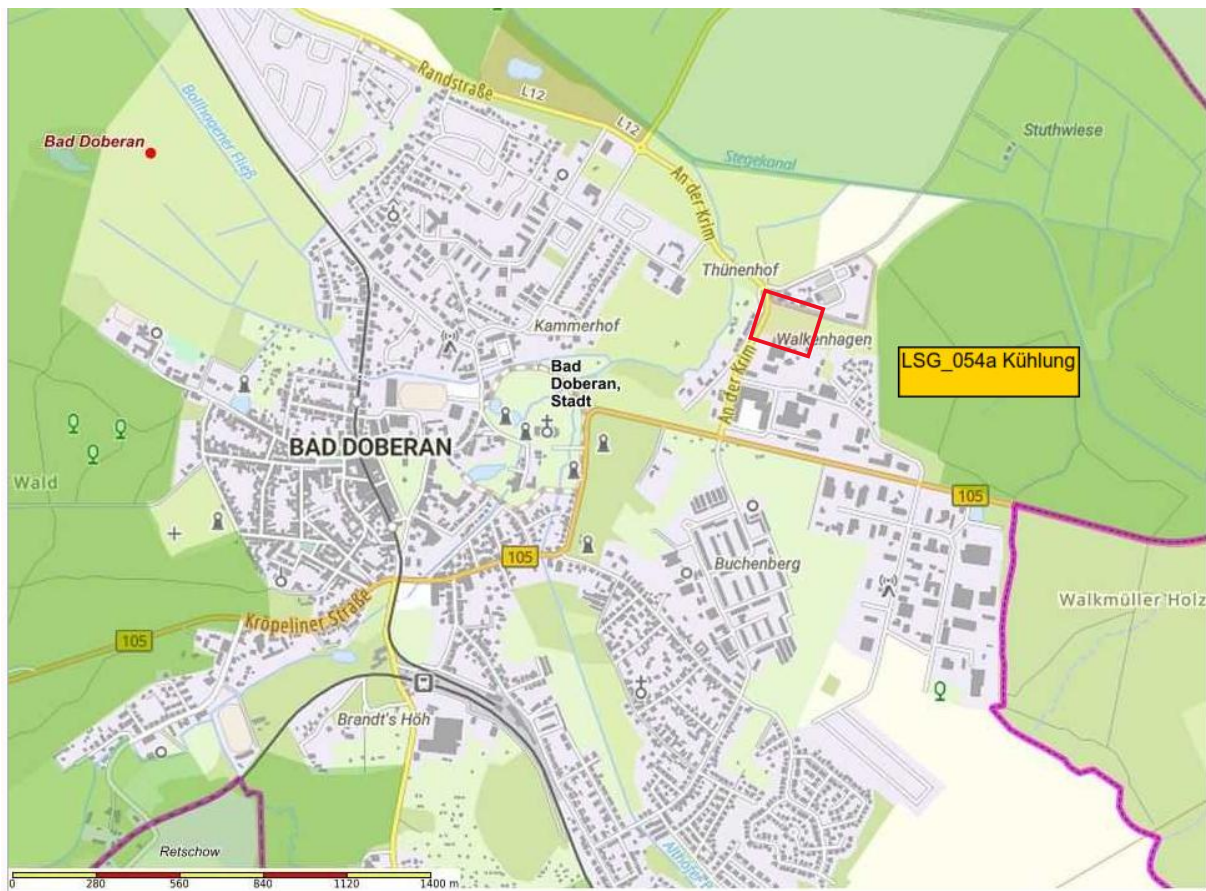 Randstraße
L12
L12
Bollhagener Fließ
Bad Doberan
Stuthwiese
Stegekanal
An der Krim
Thünenhof
Kammerhof
Walkenhagen
LSG_054a Kühlung
Bad
Doberan,
Stadt
An der Krim
BAD DOBERAN
Wald
105
105
Buchenberg
Walkmüller Holz
Kröpeliner Straße
105
Brandt's Höh
Retschow
0 280 560 840 1120 1400 m